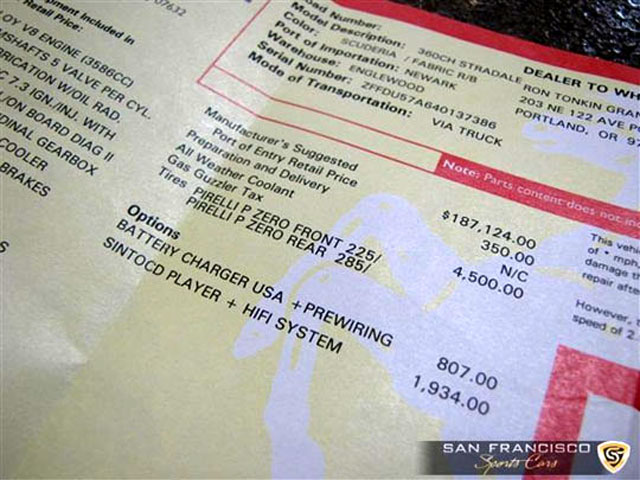 07632
ipment Included in
Retail Price:
OY V8 ENGINE (3586CC)
MSHAFTS 5 VALVE PER CYL.
BRICATION W/OIL RAD.
C 7.3 IGN./INJ. WITH
ON BOARD DIAG II
DINAL GEARBOX
COOLER
BRAKES
Road Number:
Model Description: 360CH STRADALE
Color: SCUDERIA / FABRIC R/B
Port of Importation: NEWARK
Warehouse: ENGLEWOOD
Serial Number: ZFFDU57A640137386
Mode of Transportation: VIA TRUCK
DEALER TO WH
RON TONKIN GRAN
203 NE 122 AVE P
PORTLAND, OR 97
Note: Parts content does not in
Manufacturer's Suggested
Port of Entry Retail Price $187,124.00
Preparation and Delivery 350.00
All Weather Coolant N/C
Gas Guzzler Tax 4,500.00
Tires PIRELLI P ZERO FRONT 225/
PIRELLI P ZERO REAR 285/
Options
BATTERY CHARGER USA + PREWIRING 807.00
SINTOCD PLAYER + HIFI SYSTEM 1,934.00
This vehi
of * mph.
damage t
repair afte
However,
speed of 2.
SAN FRANCISCO
Sports Cars